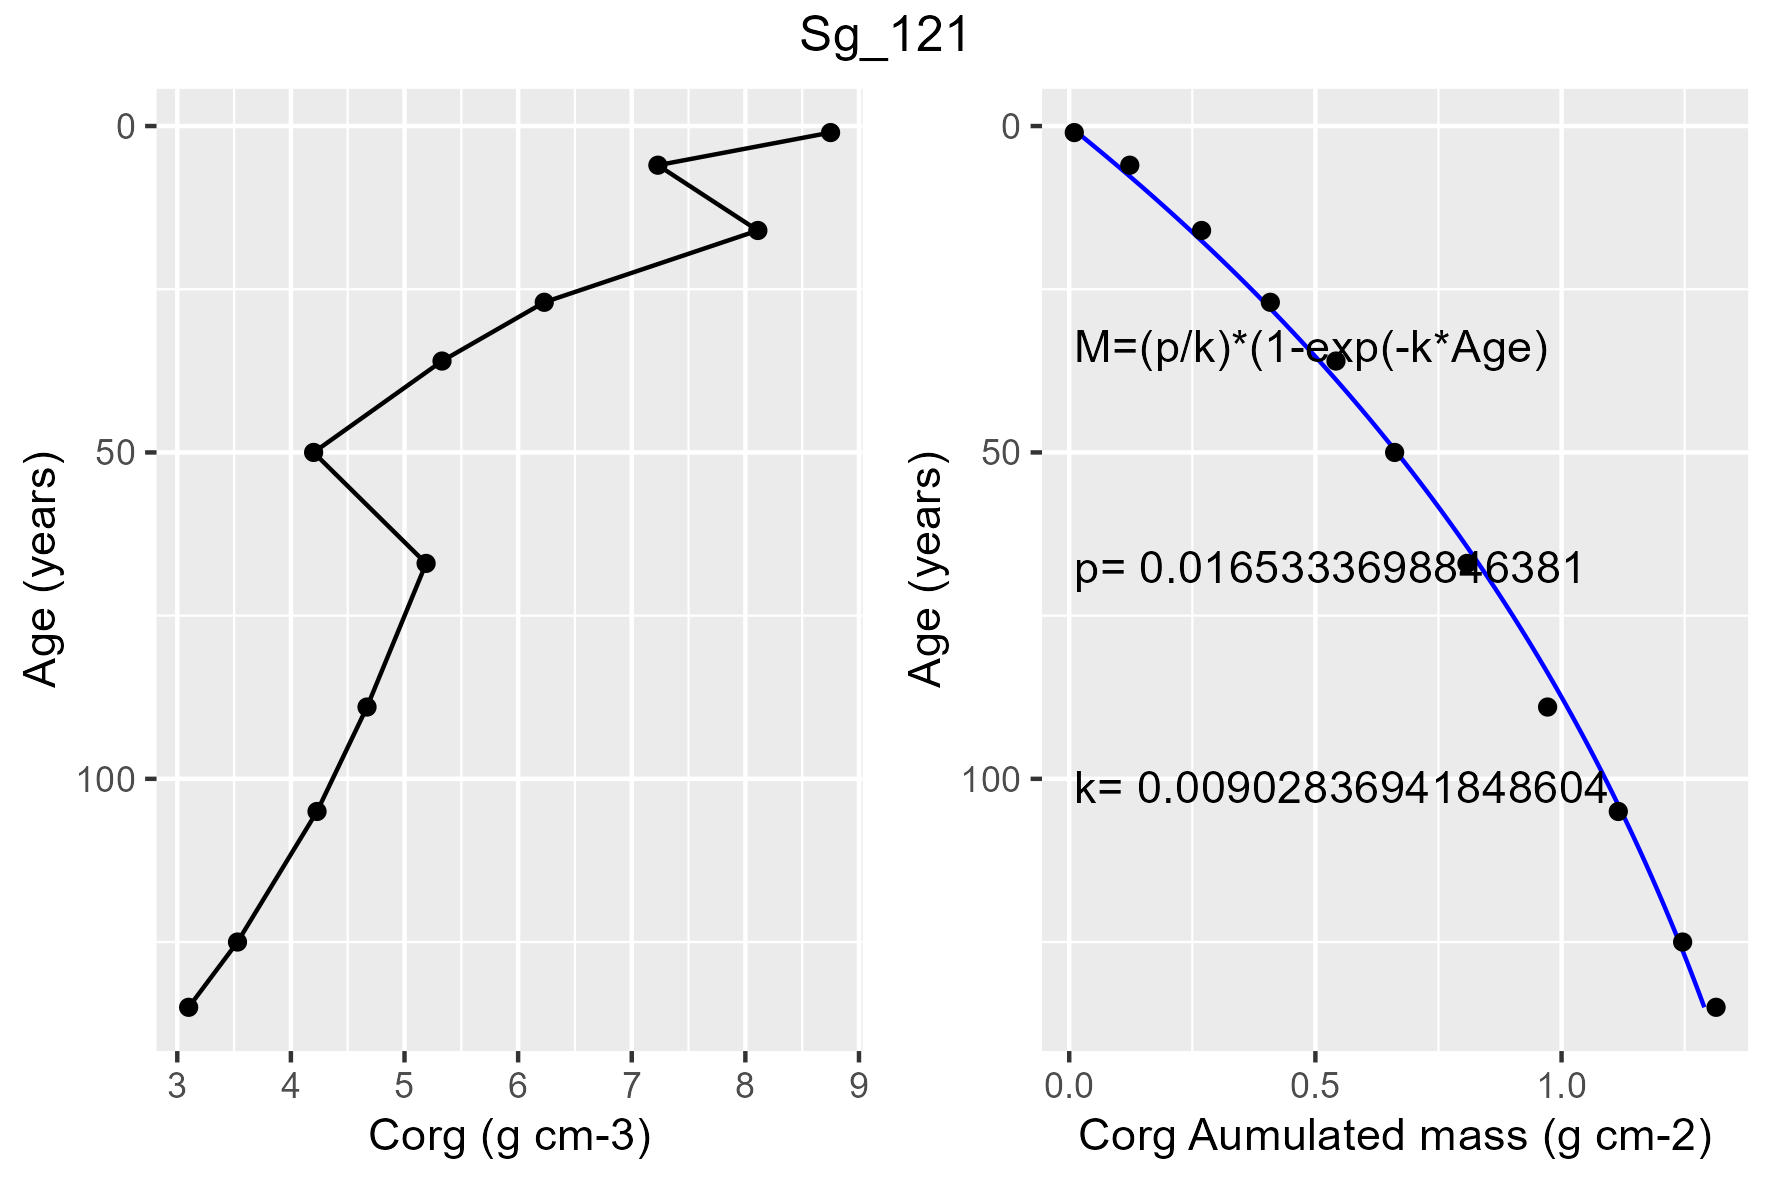 Sg_121
Age (years)
0
50
100
3 4 5 6 7 8 9
Corg (g cm-3)
Age (years)
0
50
100
M=(p/k)*(1-exp(-k*Age)
p= 0.0165333698846381
k= 0.00902836941848604
0.0 0.5 1.0
Corg Aumulated mass (g cm-2)